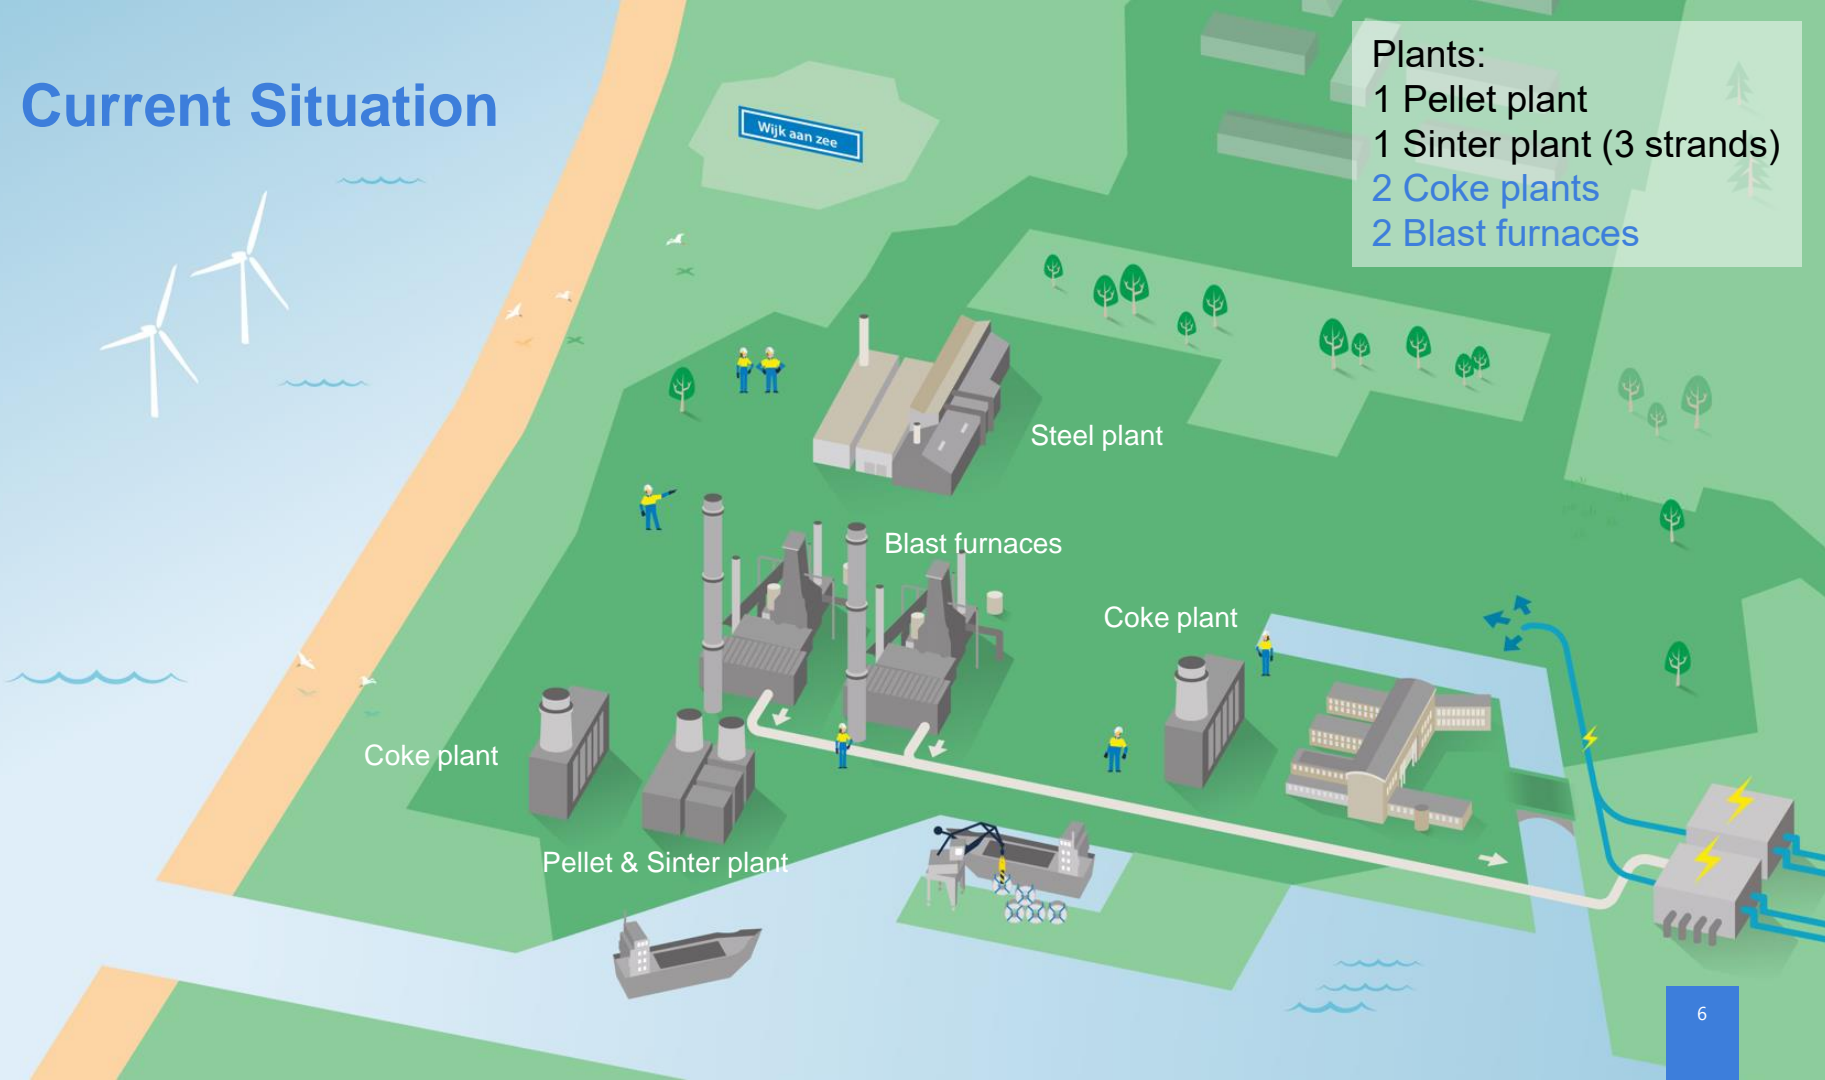 Current Situation
Plants:
1 Pellet plant
1 Sinter plant (3 strands)
2 Coke plants
2 Blast furnaces
Wijk aan zee
Steel plant
Blast furnaces
Coke plant
Coke plant
Pellet & Sinter plant
6